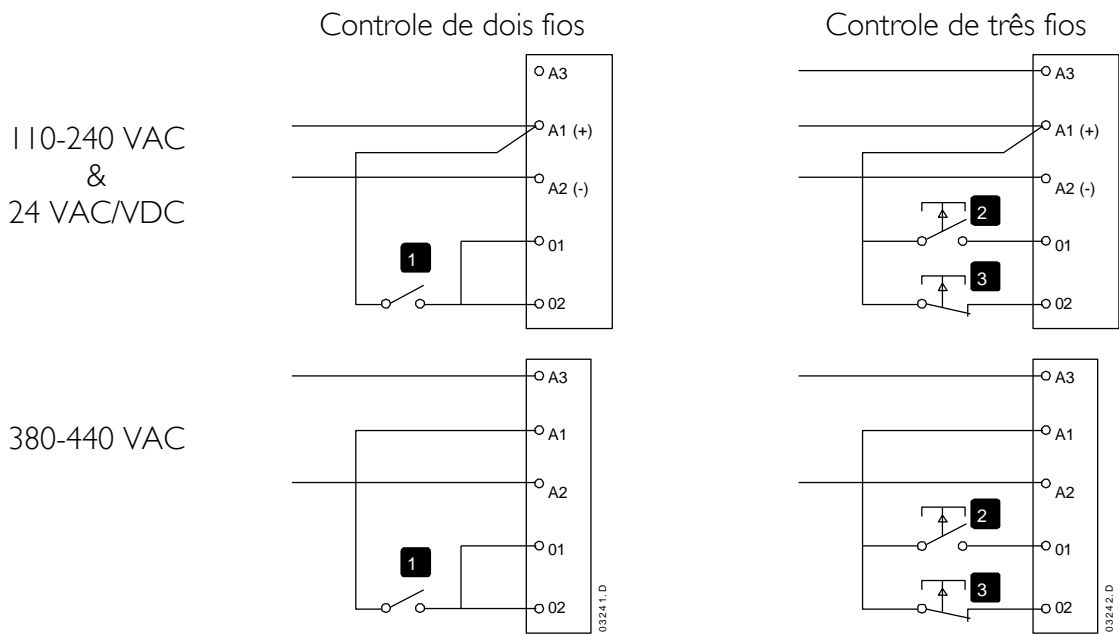 Controle de dois fios
Controle de três fios
110-240 VAC
&
24 VAC/VDC
A3
A1 (+)
A2 (-)
01
02
1
A3
A1 (+)
A2 (-)
01
02
2
3
380-440 VAC
A3
A1
A2
01
02
1
03241.D
A3
A1
A2
01
02
2
3
03242.D